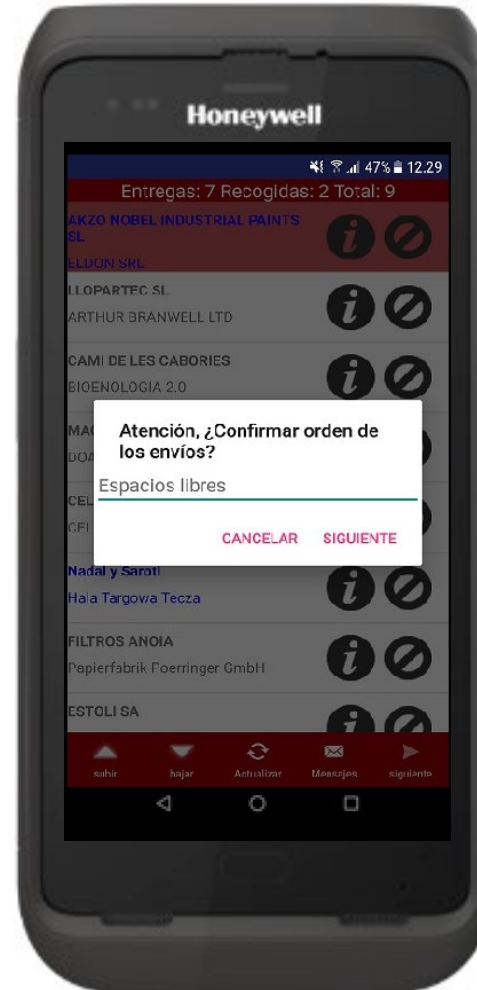 Honeywell
47% 12.29
Entregas: 7 Recogidas: 2 Total: 9
AKZO NOBEL INDUSTRIAL PAINTS
SL
ELDON SRL
LLOPARTEC SL
ARTHUR BRANWELL LTD
CAMI DE LES CABORIES
BIOENOLOGIA 2.0
Atención, ¿Confirmar orden de
los envíos?
Espacios libres
CANCELAR SIGUIENTE
Nadal y Saroti
Hala Targowa Tecza
FILTROS ANOIA
Papierfabrik Poerringer GmbH
ESTOLI SA
subir bajar Actualizar Mensajes siguiente